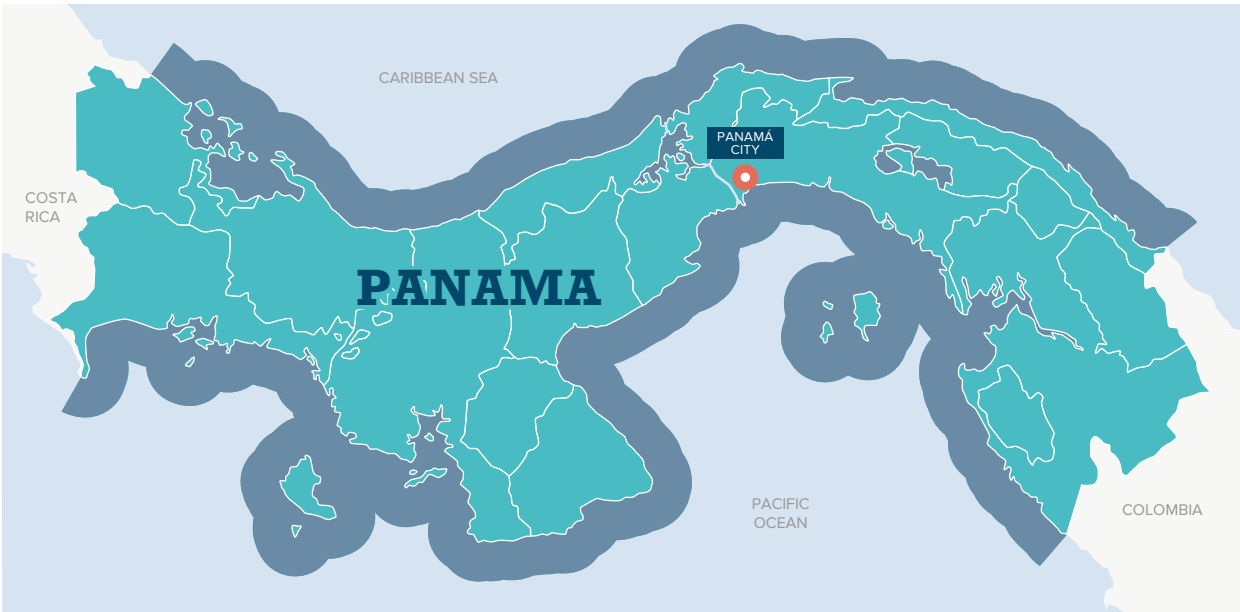 CARIBBEAN SEA
PANAMÁ
CITY
COSTA
RICA
PANAMA
PACIFIC
OCEAN
COLOMBIA